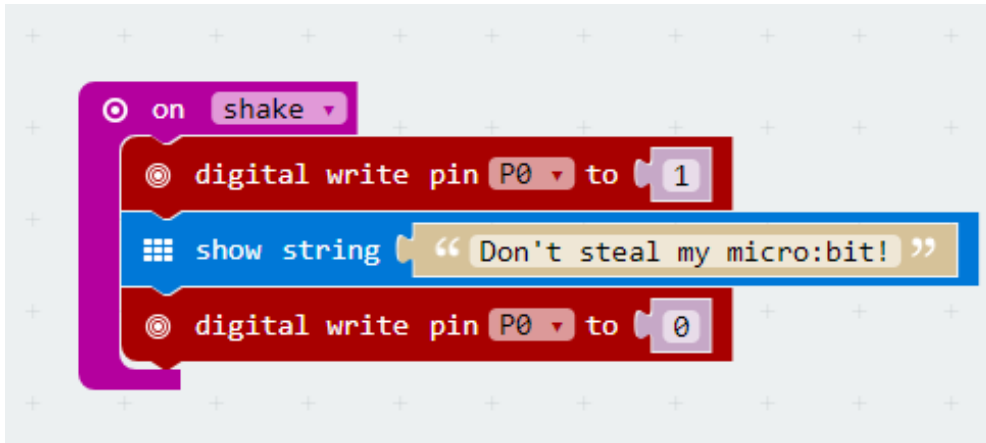 on shake
digital write pin P0 to 1
show string “ Don't steal my micro:bit! ”
digital write pin P0 to 0